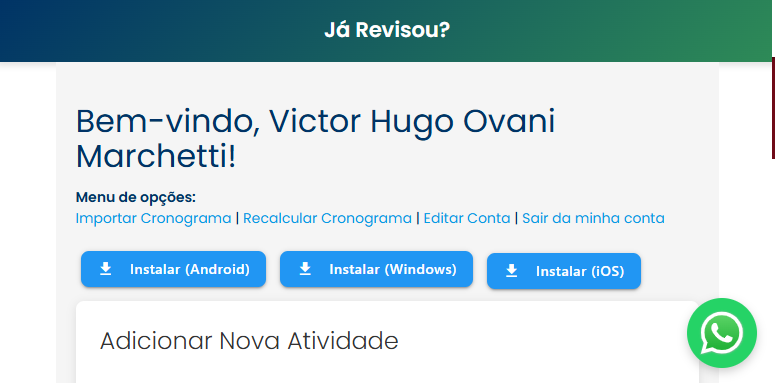 Já Revisou?
Bem-vindo, Victor Hugo Ovani
Marchetti!
Menu de opções:
Importar Cronograma | Recalcular Cronograma | Editar Conta | Sair da minha conta
Instalar (Android) Instalar (Windows) Instalar (iOS)
Adicionar Nova Atividade